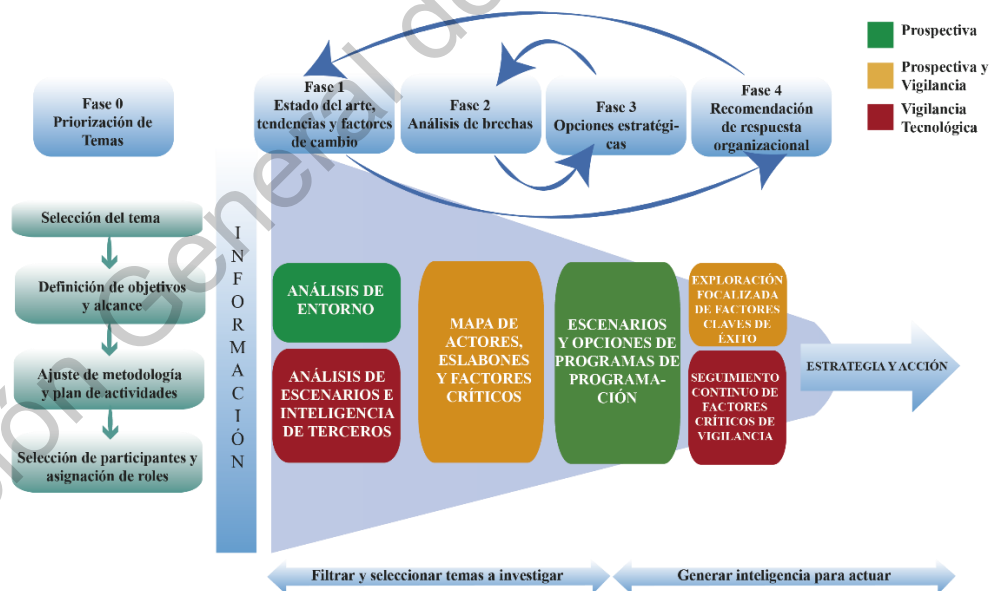 Prospectiva
Prospectiva y
Vigilancia
Vigilancia
Tecnológica
Fase 0
Priorización de
Temas
Fase 1
Estado del arte,
tendencias y factores
de cambio
Fase 2
Análisis de brechas
Fase 3
Opciones estratégi-
cas
Fase 4
Recomendación
de respuesta
organizacional
Selección del tema
Definición de objetivos
y alcance
Ajuste de metodología
y plan de actividades
Selección de participantes y
asignación de roles
INFORMACIÓN
ANÁLISIS DE
ENTORNO
ANÁLISIS DE
ESCENARIOS E
INTELIGENCIA
DE TERCEROS
MAPA DE
ACTORES,
ESLABONES
Y FACTORES
CRÍTICOS
ESCENARIOS
Y OPCIONES DE
PROGRAMAS DE
PROGRAMA-
CIÓN
EXPLORACIÓN
FOCALIZADA
DE FACTORES
CLAVES DE
ÉXITO
SEGUIMIENTO
CONTINUO DE
FACTORES
CRÍTICOS DE
VIGILANCIA
ESTRATEGIA Y ACCIÓN
Filtrar y seleccionar temas a investigar
Generar inteligencia para actuar
General de